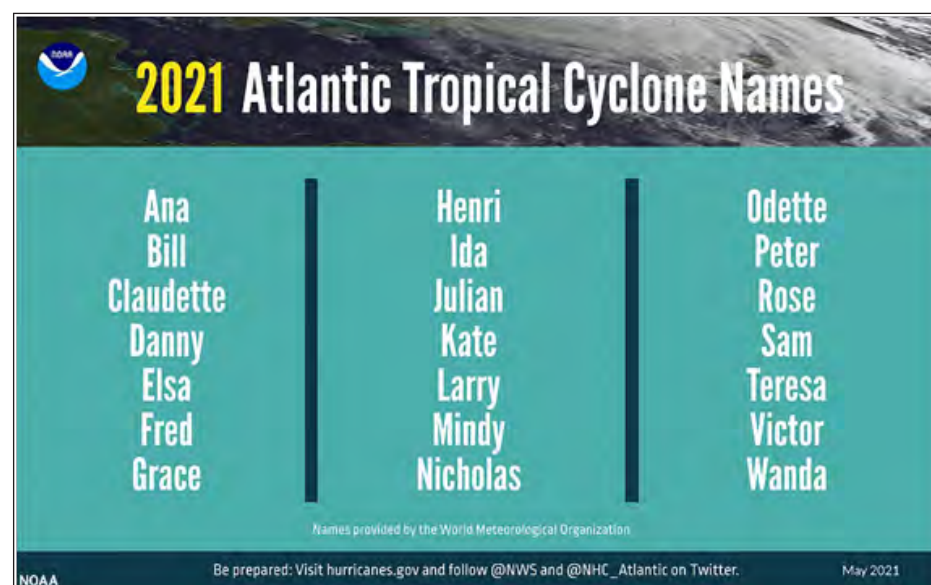 NOAA
2021 Atlantic Tropical Cyclone Names
Ana
Bill
Claudette
Danny
Elsa
Fred
Grace
Henri
Ida
Julian
Kate
Larry
Mindy
Nicholas
Odette
Peter
Rose
Sam
Teresa
Victor
Wanda
Names provided by the World Meteorological Organization
Be prepared: Visit hurricanes.gov and follow @NWS and @NHC_Atlantic on Twitter.
May 2021
NOAA